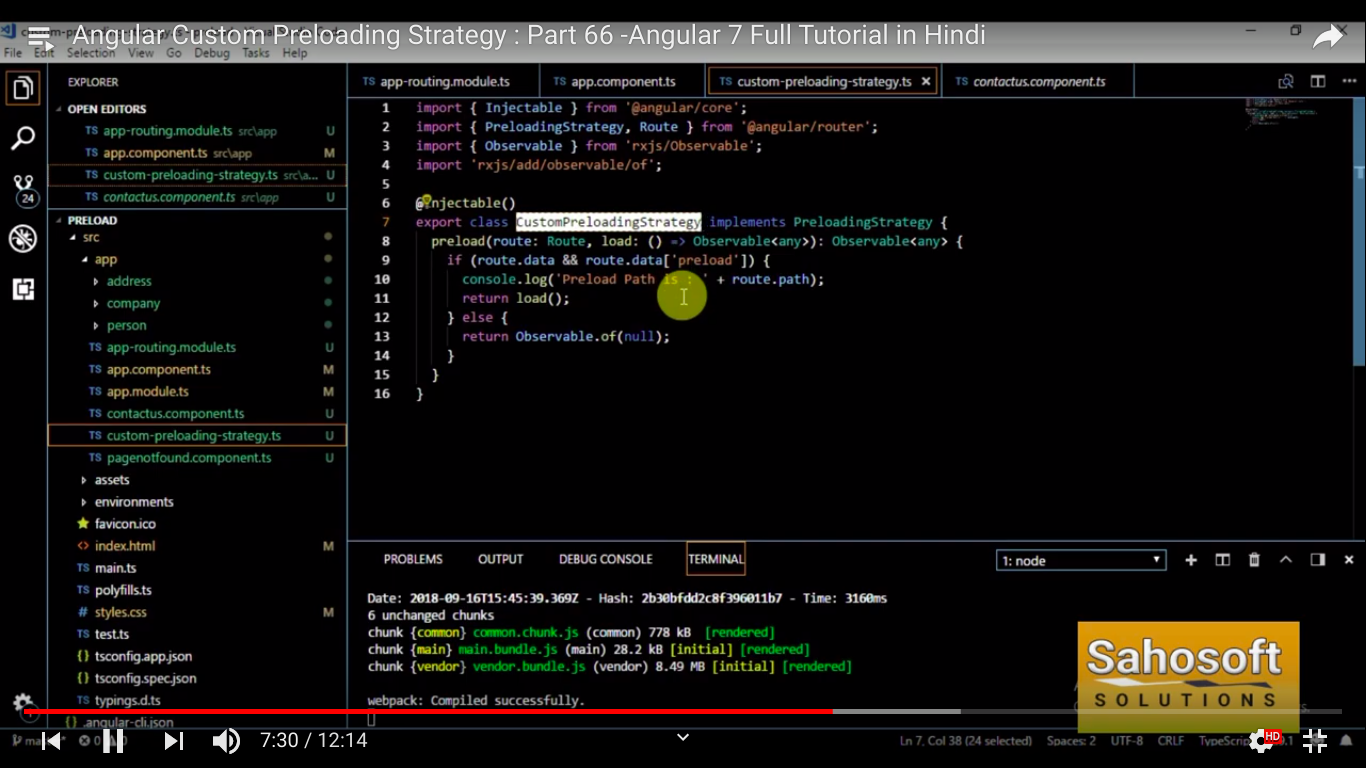 Angular Custom Preloading Strategy : Part 66 -Angular 7 Full Tutorial in Hindi
File Edit Selection View Go Debug Tasks Help
EXPLORER
OPEN EDITORS
TS app-routing.module.ts src\app U
TS app.component.ts src\app M
TS custom-preloading-strategy.ts src\a... U
TS contactus.component.ts src\app U
PRELOAD
src
app
address
company
person
TS app-routing.module.ts U
TS app.component.ts M
TS app.module.ts M
TS contactus.component.ts U
TS custom-preloading-strategy.ts U
TS pagenotfound.component.ts U
assets
environments
favicon.ico
<> index.html M
TS main.ts
TS polyfills.ts
# styles.css M
TS test.ts
{} tsconfig.app.json
{} tsconfig.spec.json
TS typings.d.ts
{} .angular-cli.json
24
TS app-routing.module.ts TS app.component.ts TS custom-preloading-strategy.ts × TS contactus.component.ts
1 import { Injectable } from '@angular/core';
2 import { PreloadingStrategy, Route } from '@angular/router';
3 import { Observable } from 'rxjs/Observable';
4 import 'rxjs/add/observable/of';
5
6 @Injectable()
7 export class CustomPreloadingStrategy implements PreloadingStrategy {
8 preload(route: Route, load: () => Observable<any>): Observable<any> {
9 if (route.data && route.data['preload']) {
10 console.log('Preload Path is : ' + route.path);
11 return load();
12 } else {
13 return Observable.of(null);
14 }
15 }
16 }
PROBLEMS OUTPUT DEBUG CONSOLE TERMINAL 1: node
Date: 2018-09-16T15:45:39.369Z - Hash: 2b30bfdd2c8f396011b7 - Time: 3160ms
6 unchanged chunks
chunk {common} common.chunk.js (common) 778 kB [rendered]
chunk {main} main.bundle.js (main) 28.2 kB [initial] [rendered]
chunk {vendor} vendor.bundle.js (vendor) 8.49 MB [initial] [rendered]
webpack: Compiled successfully.
Sahosoft
SOLUTIONS
7:30 / 12:14
Ln 7, Col 38 (24 selected) Spaces: 2 UTF-8 CRLF
HD